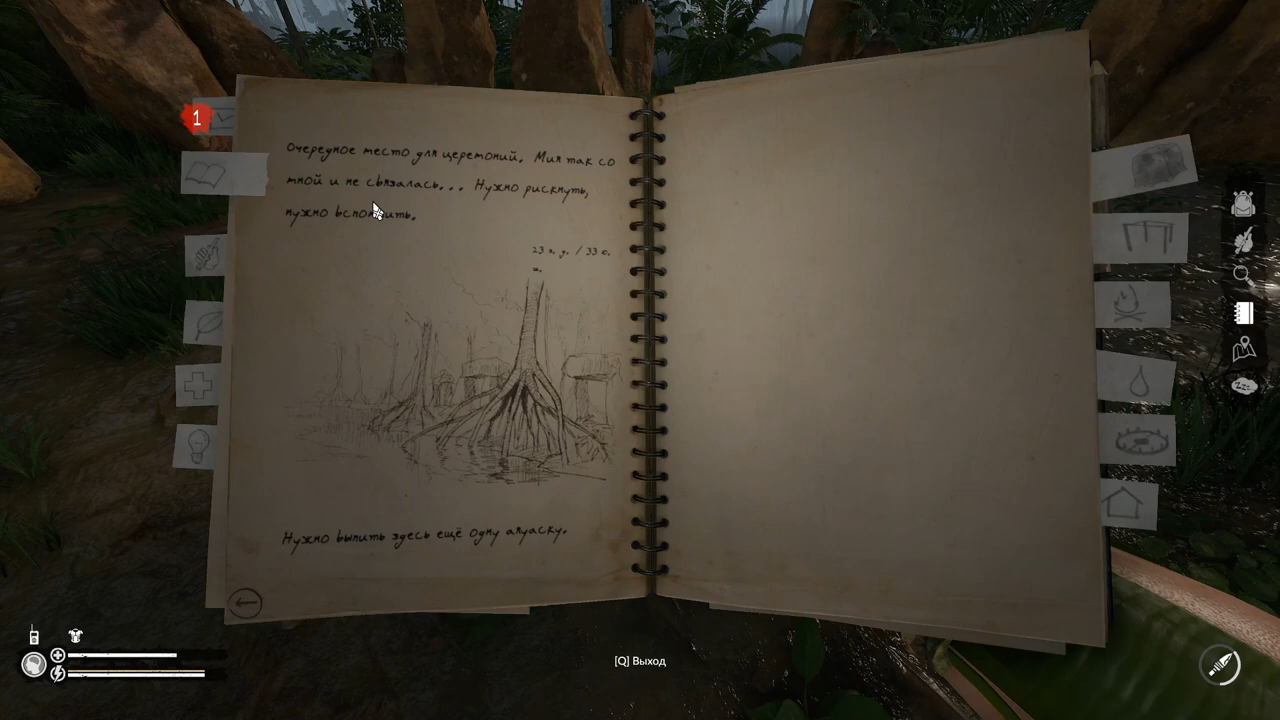 1
Очередное место для церемоний. Мия так со
мной и не связалась... Нужно рискнуть,
нужно вспомнить.
23 з. д. / 33 с.
ш.
Нужно выпить здесь ещё одну аяуаску.
[Q] Выход